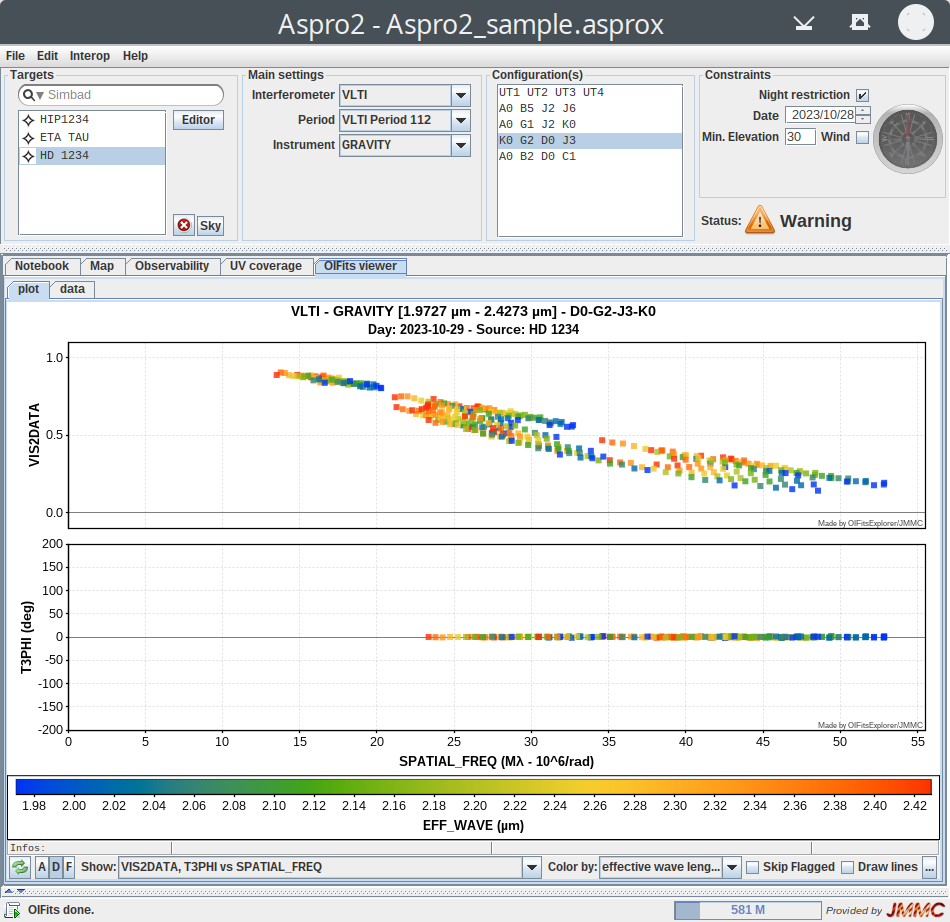 Aspro2 - Aspro2_sample.asprox
File Edit Interop Help
Targets
Simbad
HIP1234
ETA TAU
HD 1234
Editor
Sky
Main settings
Interferometer VLTI
Period VLTI Period 112
Instrument GRAVITY
Configuration(s)
UT1 UT2 UT3 UT4
A0 B5 J2 J6
A0 G1 J2 K0
K0 G2 D0 J3
A0 B2 D0 C1
Constraints
Night restriction
Date 2023/10/28
Min. Elevation 30 Wind
Status: Warning
Notebook Map Observability UV coverage OIFits viewer
plot data
VLTI - GRAVITY [1.9727 µm - 2.4273 µm] - D0-G2-J3-K0
Day: 2023-10-29 - Source: HD 1234
VIS2DATA
1.0
0.5
0.0
Made by OIFitsExplorer/JMMC
T3PHI (deg)
200
150
100
50
0
-50
-100
-150
-200
Made by OIFitsExplorer/JMMC
0 5 10 15 20 25 30 35 40 45 50 55
SPATIAL_FREQ (Mλ - 10^6/rad)
1.98 2.00 2.02 2.04 2.06 2.08 2.10 2.12 2.14 2.16 2.18 2.20 2.22 2.24 2.26 2.28 2.30 2.32 2.34 2.36 2.38 2.40 2.42
EFF_WAVE (µm)
Infos:
A D F Show: VIS2DATA, T3PHI vs SPATIAL_FREQ Color by: effective wave leng... Skip Flagged Draw lines ...
OIFits done. 581 M Provided by JMMC